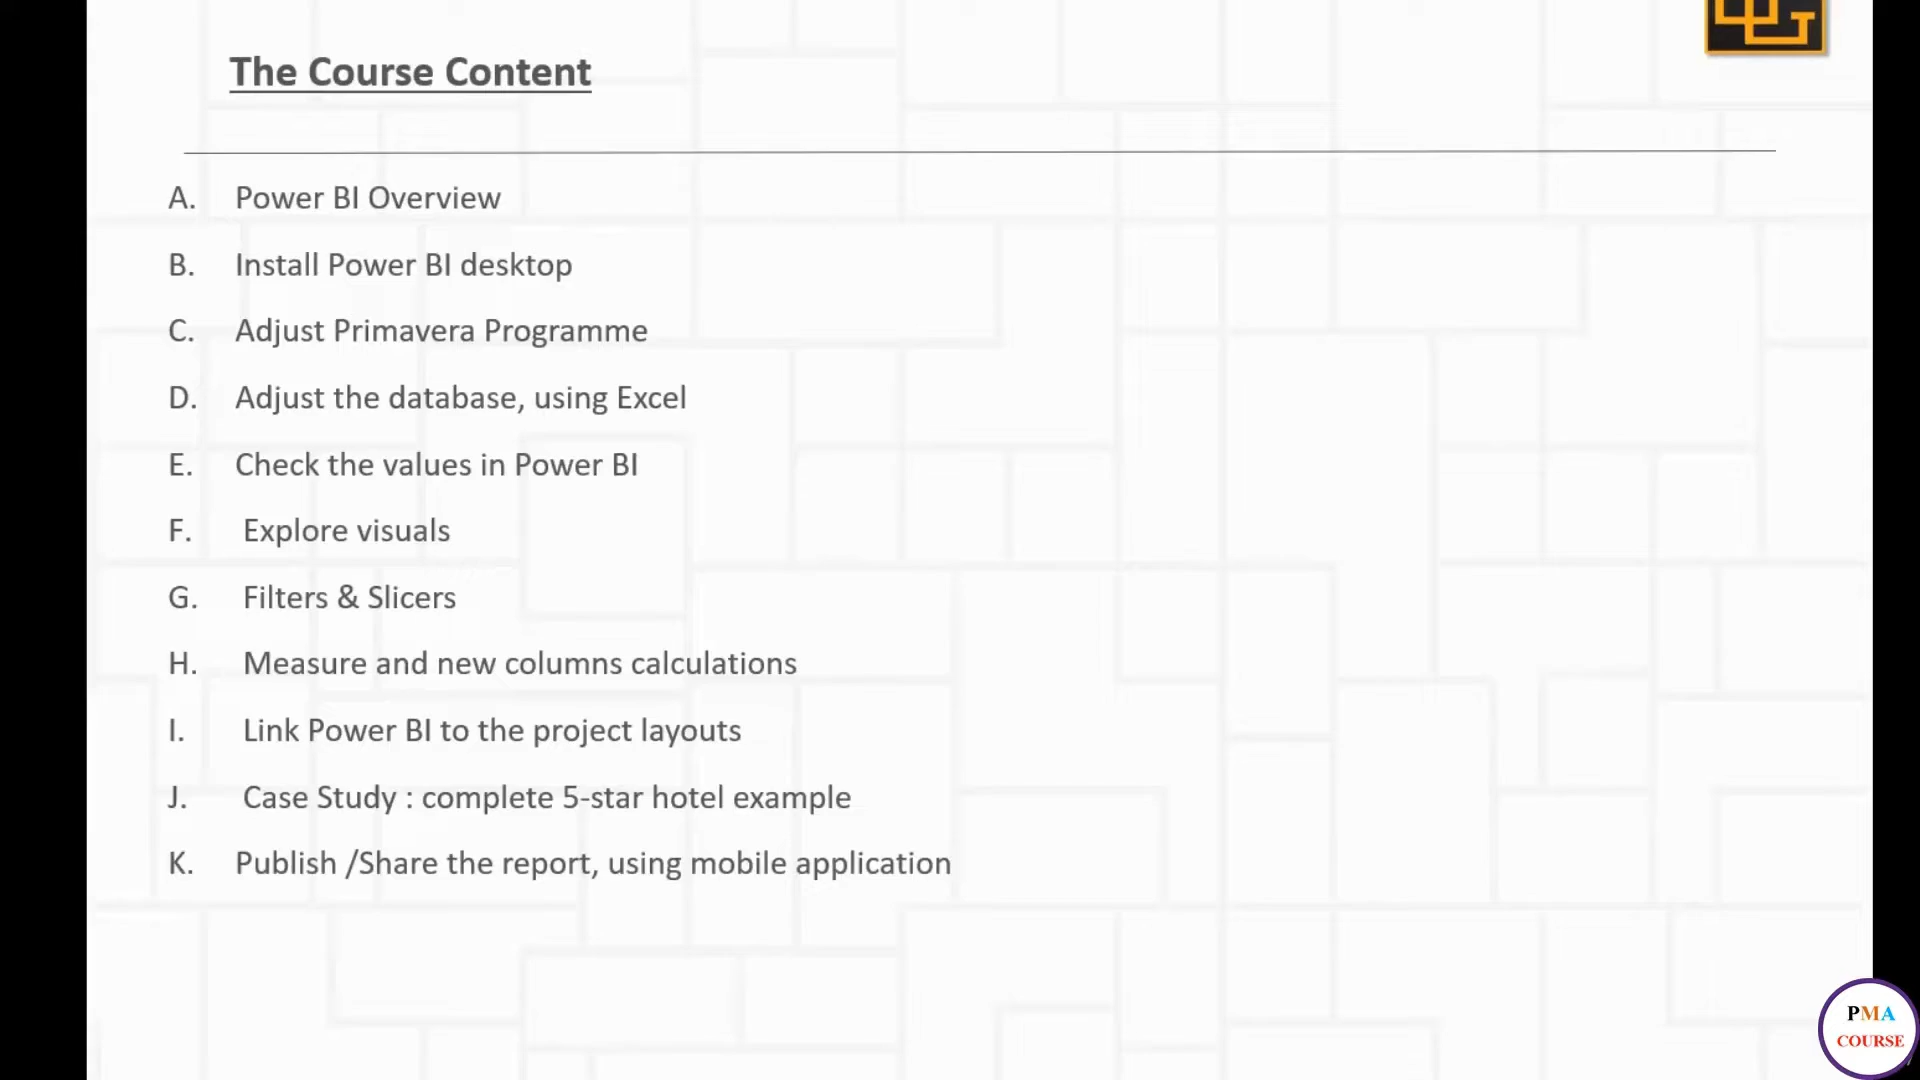 The Course Content
A. Power BI Overview
B. Install Power BI desktop
C. Adjust Primavera Programme
D. Adjust the database, using Excel
E. Check the values in Power BI
F. Explore visuals
G. Filters & Slicers
H. Measure and new columns calculations
I. Link Power BI to the project layouts
J. Case Study : complete 5-star hotel example
K. Publish /Share the report, using mobile application
PMA
COURSE